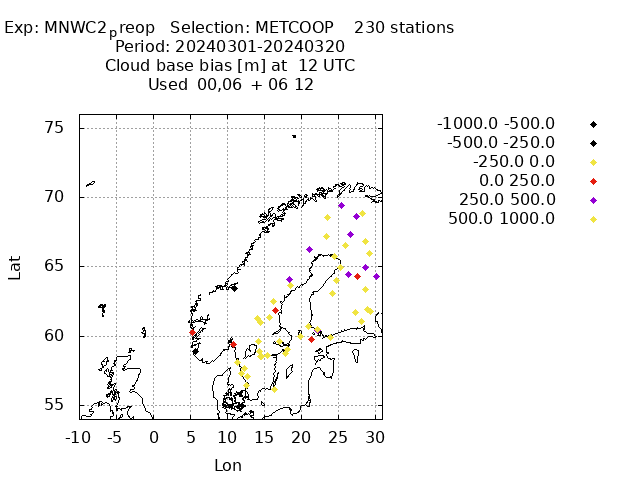 Exp: MNWC2preop   Selection: METCOOP    230 stations
Period: 20240301-20240320
Cloud base bias [m] at  12 UTC
Used  00,06  + 06 12
-1000.0 -500.0
-500.0 -250.0
-250.0 0.0
0.0 250.0
250.0 500.0
500.0 1000.0
75
70
65
60
55
Lat
-10 -5 0 5 10 15 20 25 30
Lon